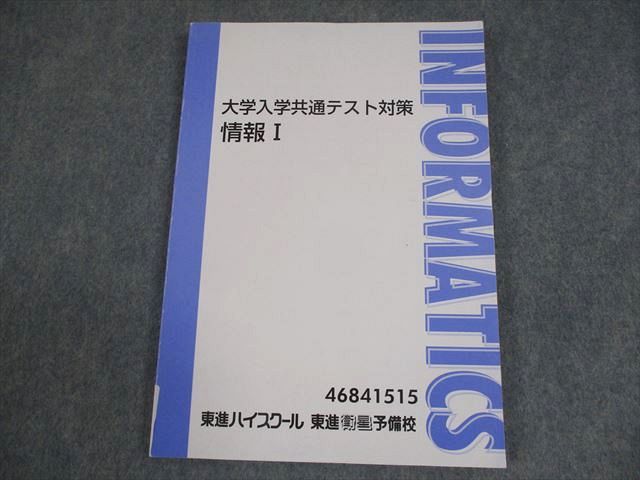 大学入学共通テスト対策
情報 I
INFORMATICS
46841515
東進ハイスクール 東進衛星予備校